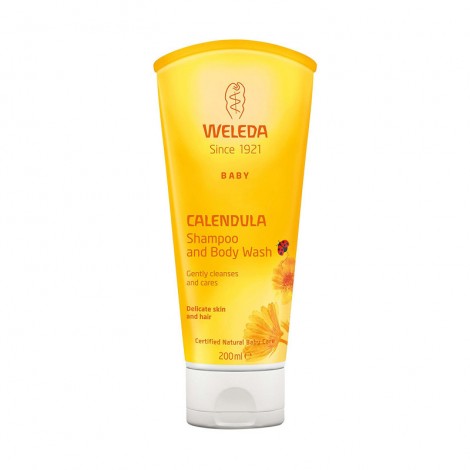 WELEDA
Since 1921
BABY
CALENDULA
Shampoo
and Body Wash
Gently cleanses
and cares
Delicate skin
and hair
Certified Natural Baby Care
200ml e